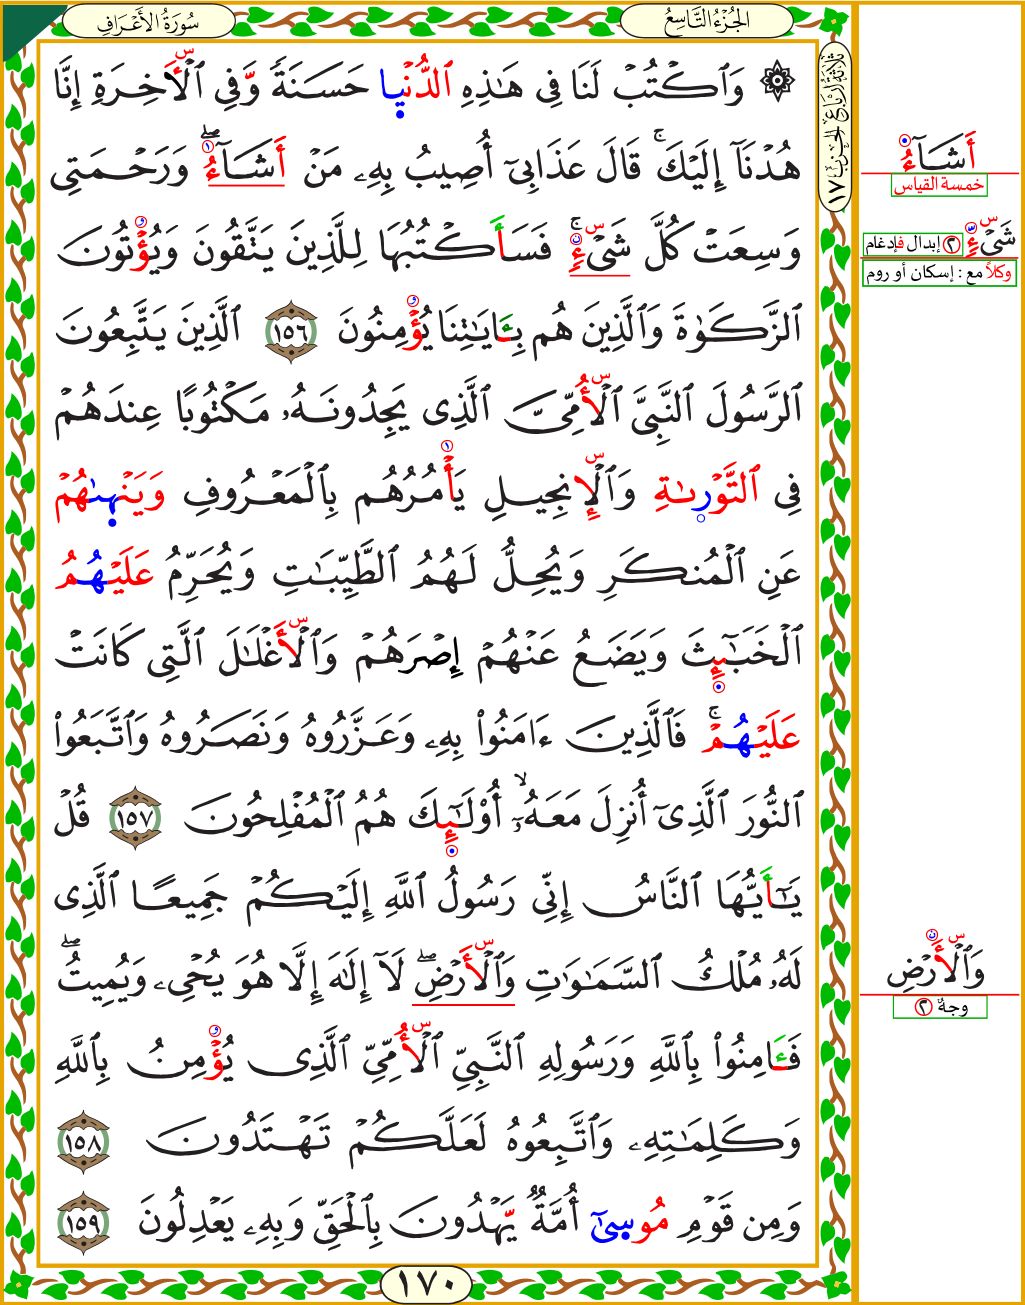 سُورَةُ الأَعْرَافِ
الجُزْءُ التَّاسِعُ
ثلاثة أرباع الحزب ١٧
۞ وَٱكْتُبْ لَنَا فِى هَٰذِهِ ٱلدُّنْيَا حَسَنَةً وَفِى ٱلْأَخِرَةِ إِنَّا
هُدْنَآ إِلَيْكَ ۚ قَالَ عَذَابِىٓ أُصِيبُ بِهِۦ مَنْ أَشَآءُ ۖ وَرَحْمَتِى
وَسِعَتْ كُلَّ شَىْءٍ ۚ فَسَأَكْتُبُهَا لِلَّذِينَ يَتَّقُونَ وَيُؤْتُونَ
ٱلزَّكَوٰةَ وَٱلَّذِينَ هُم بِـَٔايَٰتِنَا يُؤْمِنُونَ ١٥٦ ٱلَّذِينَ يَتَّبِعُونَ
ٱلرَّسُولَ ٱلنَّبِىَّ ٱلْأُمِّىَّ ٱلَّذِى يَجِدُونَهُۥ مَكْتُوبًا عِندَهُمْ
فِى ٱلتَّوْرَىٰةِ وَٱلْإِنجِيلِ يَأْمُرُهُم بِٱلْمَعْرُوفِ وَيَنْهَىٰهُمْ
عَنِ ٱلْمُنكَرِ وَيُحِلُّ لَهُمُ ٱلطَّيِّبَٰتِ وَيُحَرِّمُ عَلَيْهُمُ
ٱلْخَبَٰٓئِثَ وَيَضَعُ عَنْهُمْ إِصْرَهُمْ وَٱلْأَغْلَٰلَ ٱلَّتِى كَانَتْ
عَلَيْهُمْ ۚ فَٱلَّذِينَ ءَامَنُوا۟ بِهِۦ وَعَزَّرُوهُ وَنَصَرُوهُ وَٱتَّبَعُوا۟
ٱلنُّورَ ٱلَّذِىٓ أُنزِلَ مَعَهُۥٓ ۙ أُو۟لَٰٓئِكَ هُمُ ٱلْمُفْلِحُونَ ١٥٧ قُلْ
يَٰٓأَيُّهَا ٱلنَّاسُ إِنِّى رَسُولُ ٱللَّهِ إِلَيْكُمْ جَمِيعًا ٱلَّذِى
لَهُۥ مُلْكُ ٱلسَّمَٰوَٰتِ وَٱلْأَرْضِ ۖ لَآ إِلَٰهَ إِلَّا هُوَ يُحْىِۦ وَيُمِيتُ ۖ
فَـَٔامِنُوا۟ بِٱللَّهِ وَرَسُولِهِ ٱلنَّبِىِّ ٱلْأُمِّىِّ ٱلَّذِى يُؤْمِنُ بِٱللَّهِ
وَكَلِمَٰتِهِۦ وَٱتَّبِعُوهُ لَعَلَّكُمْ تَهْتَدُونَ ١٥٨
وَمِن قَوْمِ مُوسَىٰٓ أُمَّةٌ يَهْدُونَ بِٱلْحَقِّ وَبِهِۦ يَعْدِلُونَ ١٥٩
١٧٠
أَشَآءُ
خمسة القياس
شَىْءٍ
٢ إبدال فإدغام
وكلاً مع : إسكان أو روم
وَٱلْأَرْضِ
وجهٌ ٢